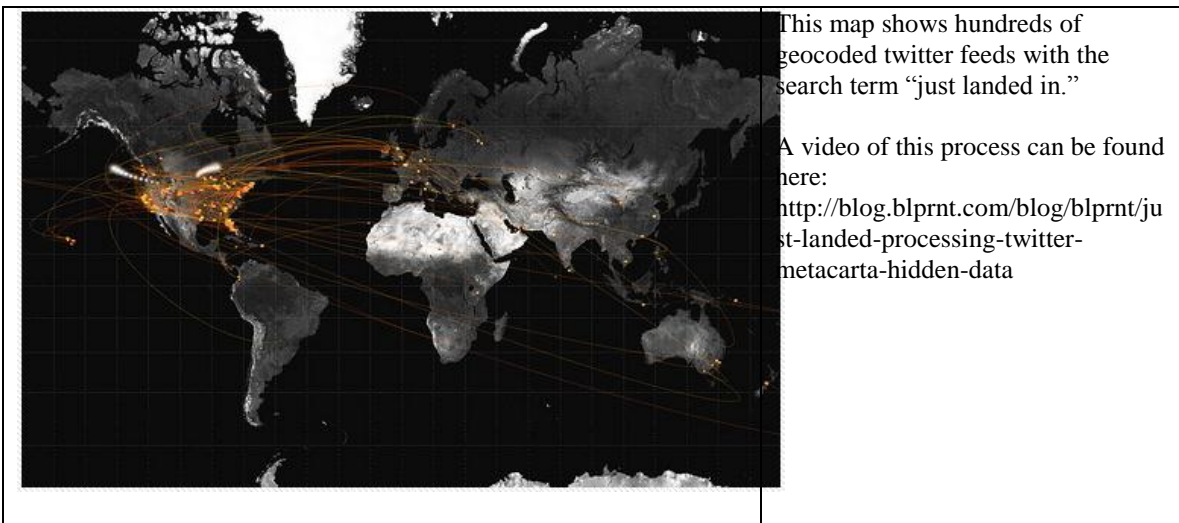 This map shows hundreds of
geocoded twitter feeds with the
search term “just landed in.”
A video of this process can be found
here:
http://blog.blprnt.com/blog/blprnt/ju
st-landed-processing-twitter-
metacarta-hidden-data